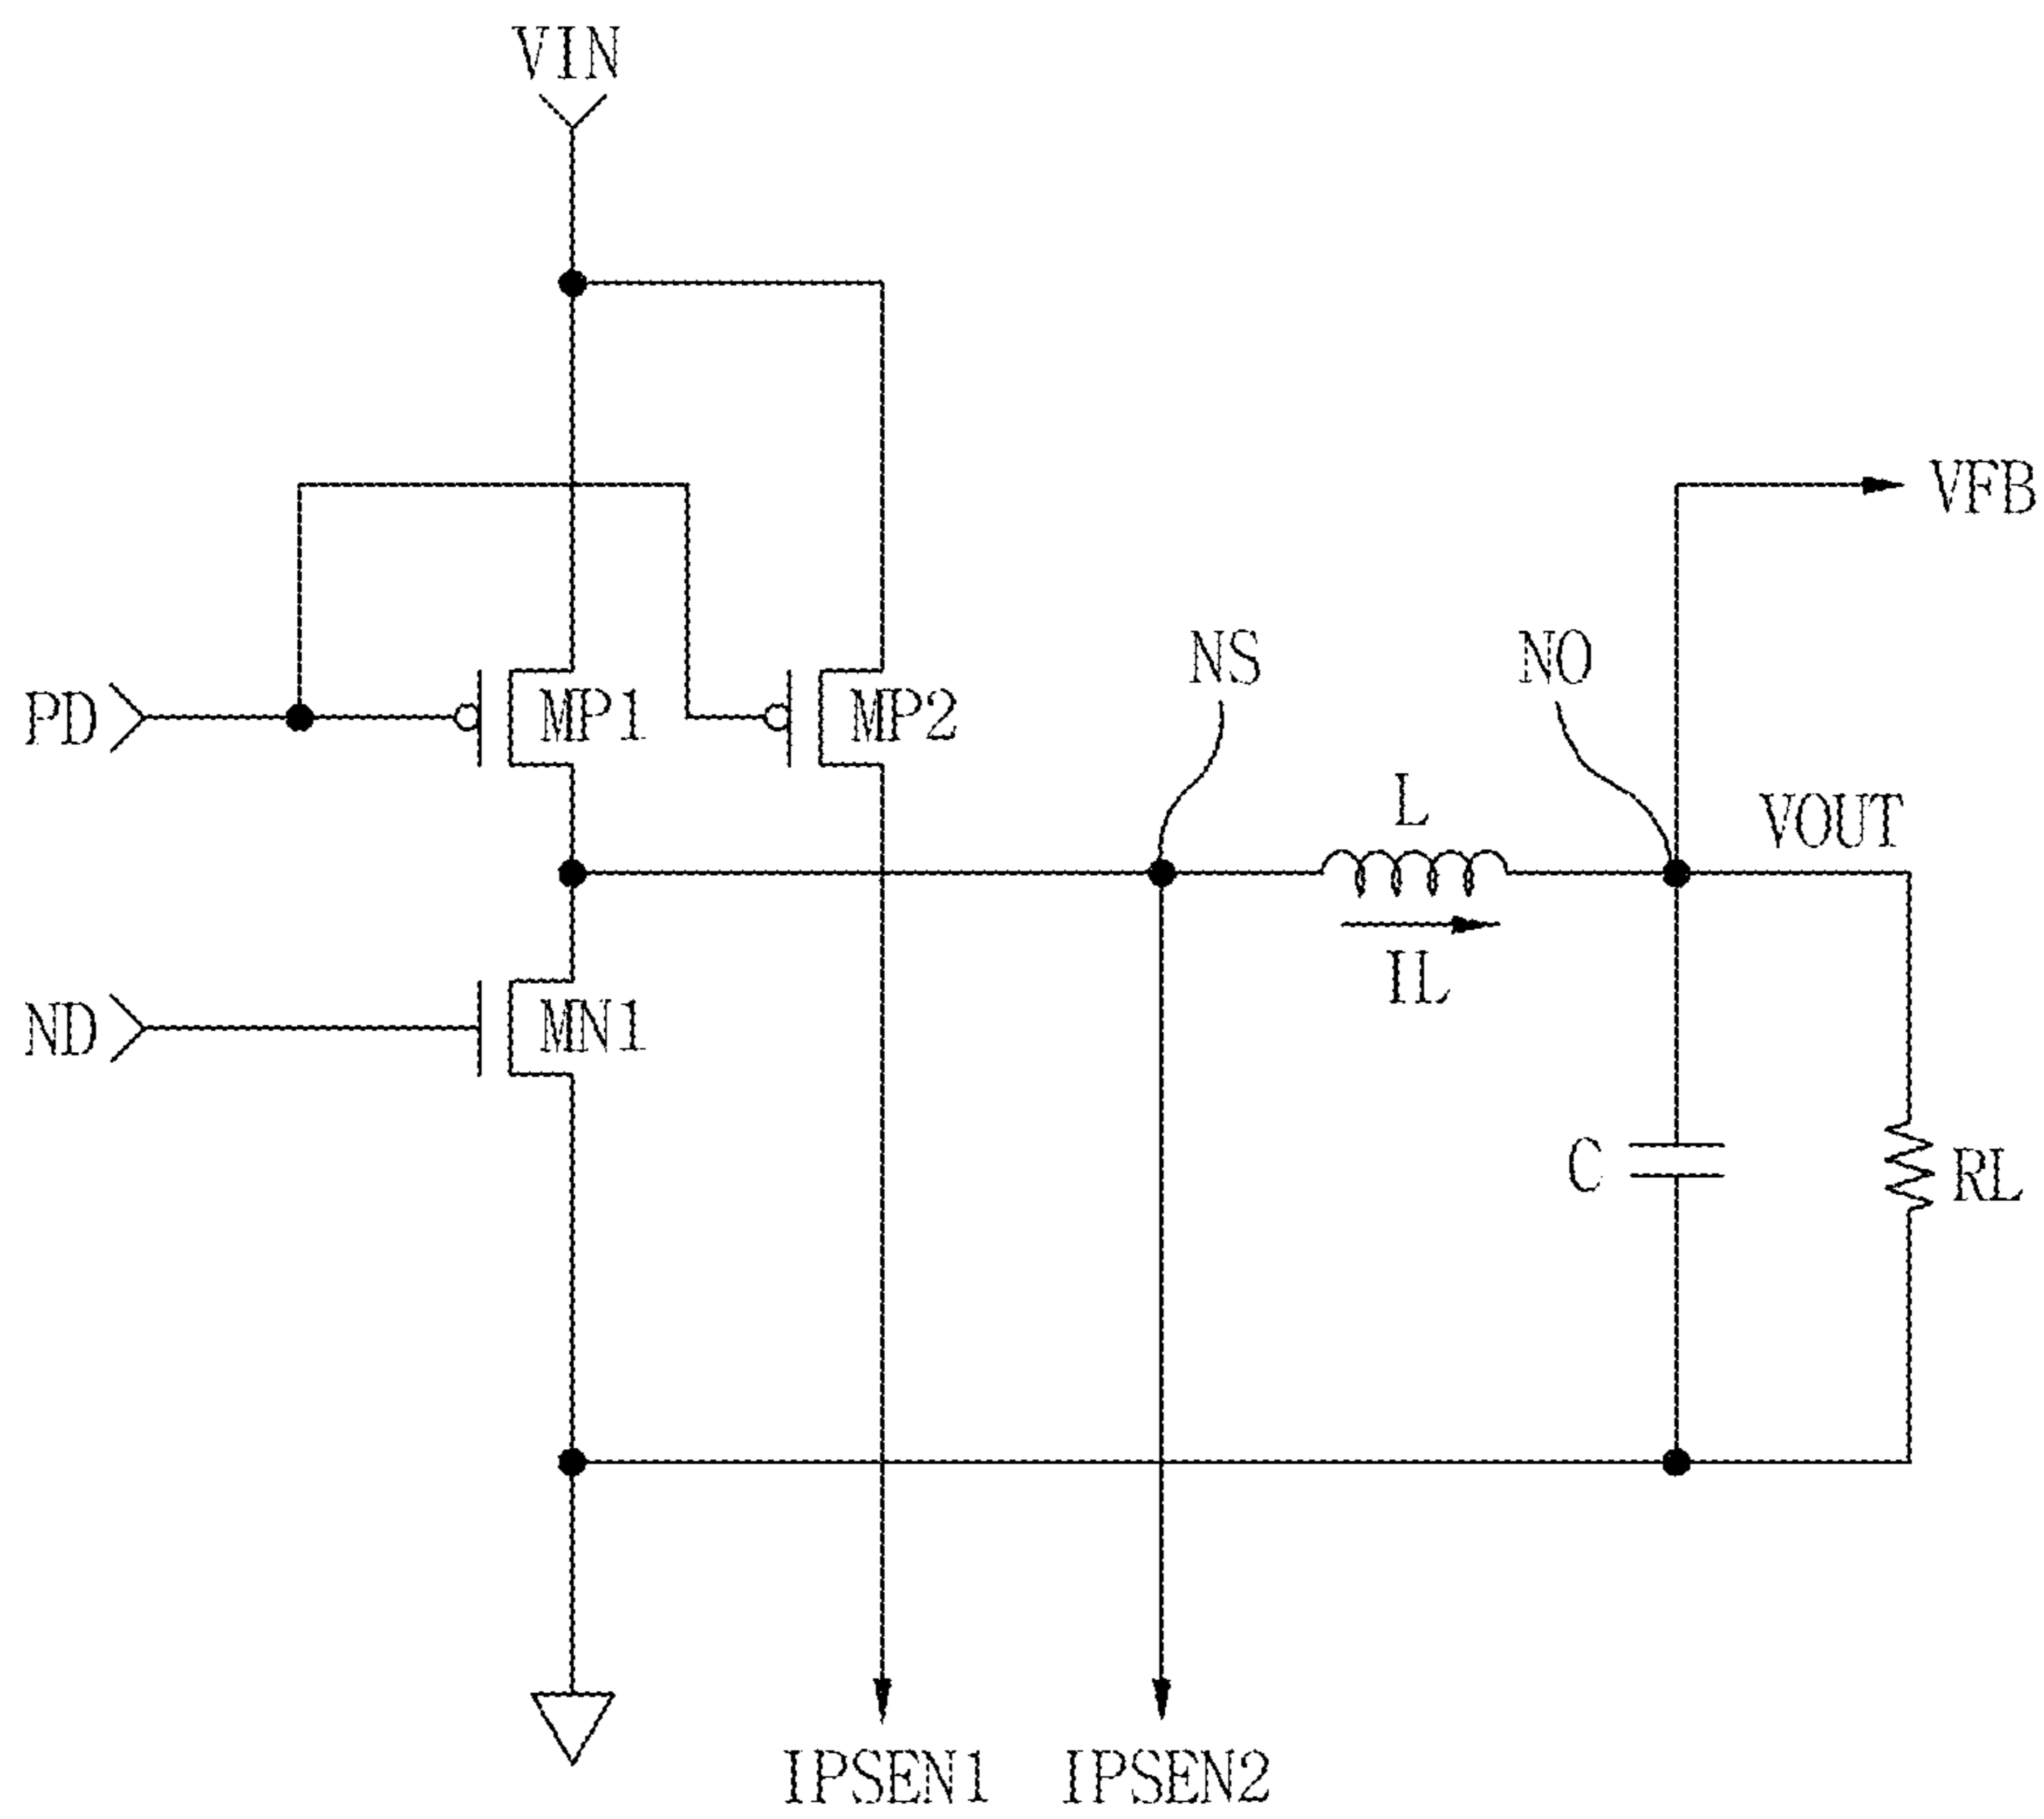 VIN
VFB
NS
NO
PD
MP1
MP2
L
VOUT
IL
ND
MN1
C
RL
IPSEN1
IPSEN2